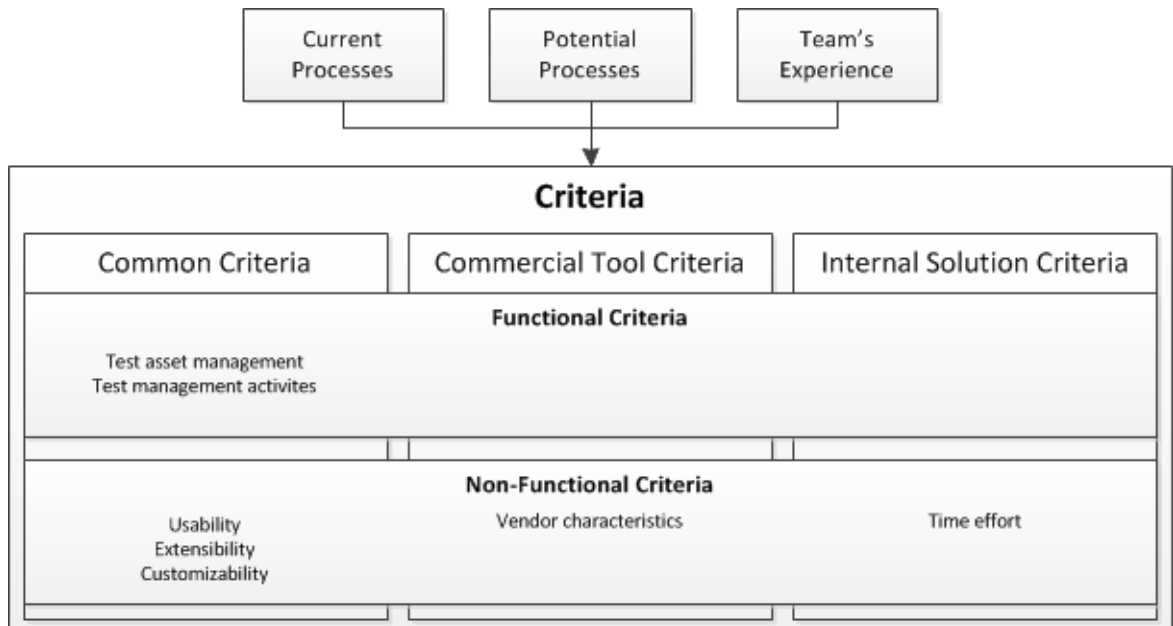 Current
Processes
Potential
Processes
Team's
Experience
Criteria
Common Criteria
Commercial Tool Criteria
Internal Solution Criteria
Functional Criteria
Test asset management
Test management activites
Non-Functional Criteria
Usability
Extensibility
Customizability
Vendor characteristics
Time effort